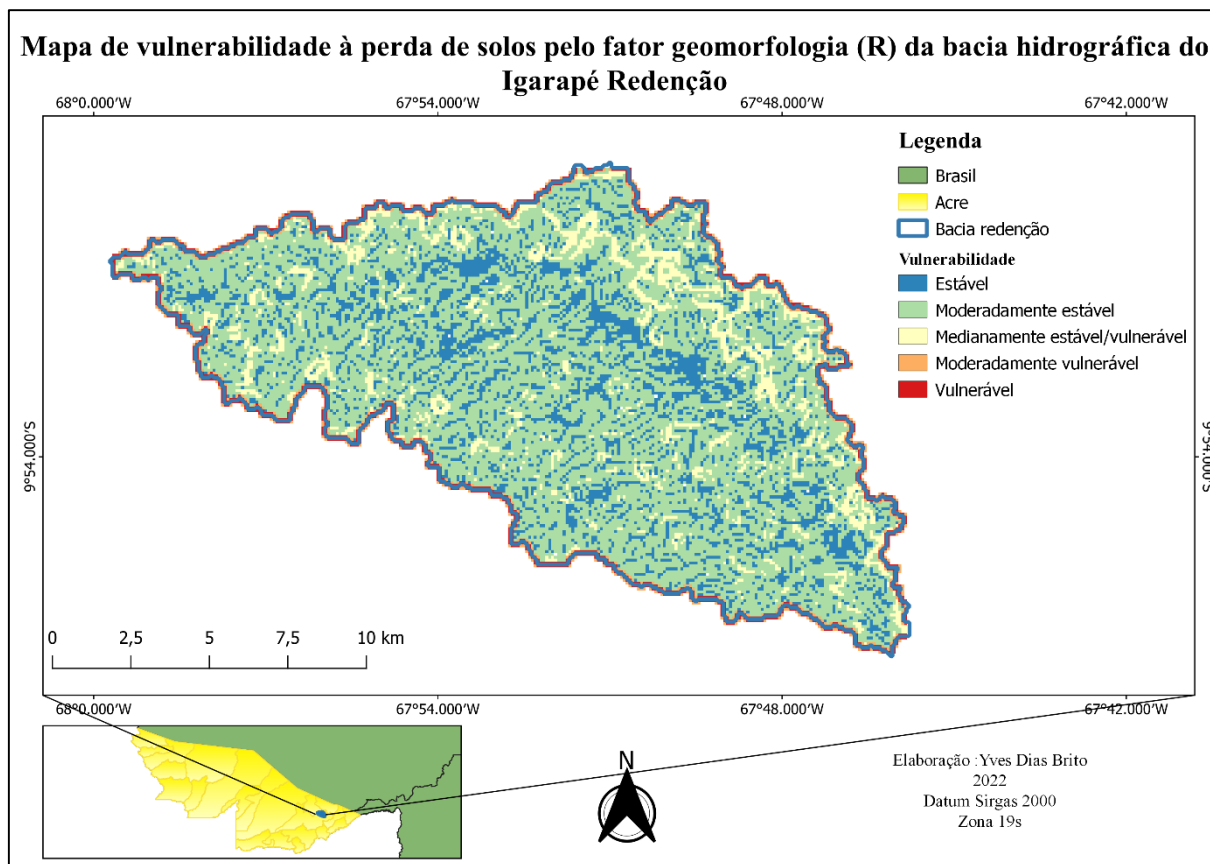 Mapa de vulnerabilidade à perda de solos pelo fator geomorfologia (R) da bacia hidrográfica do
Igarapé Redenção
68°0.000′W
67°54.000′W
67°48.000′W
67°42.000′W
Legenda
Brasil
Acre
Bacia redenção
Vulnerabilidade
Estável
Moderadamente estável
Medianamente estável/vulnerável
Moderadamente vulnerável
Vulnerável
9°54.000′S
9°54.000′S
0 2,5 5 7,5 10 km
68°0.000′W
67°54.000′W
67°48.000′W
67°42.000′W
N
Elaboração :Yves Dias Brito
2022
Datum Sirgas 2000
Zona 19s